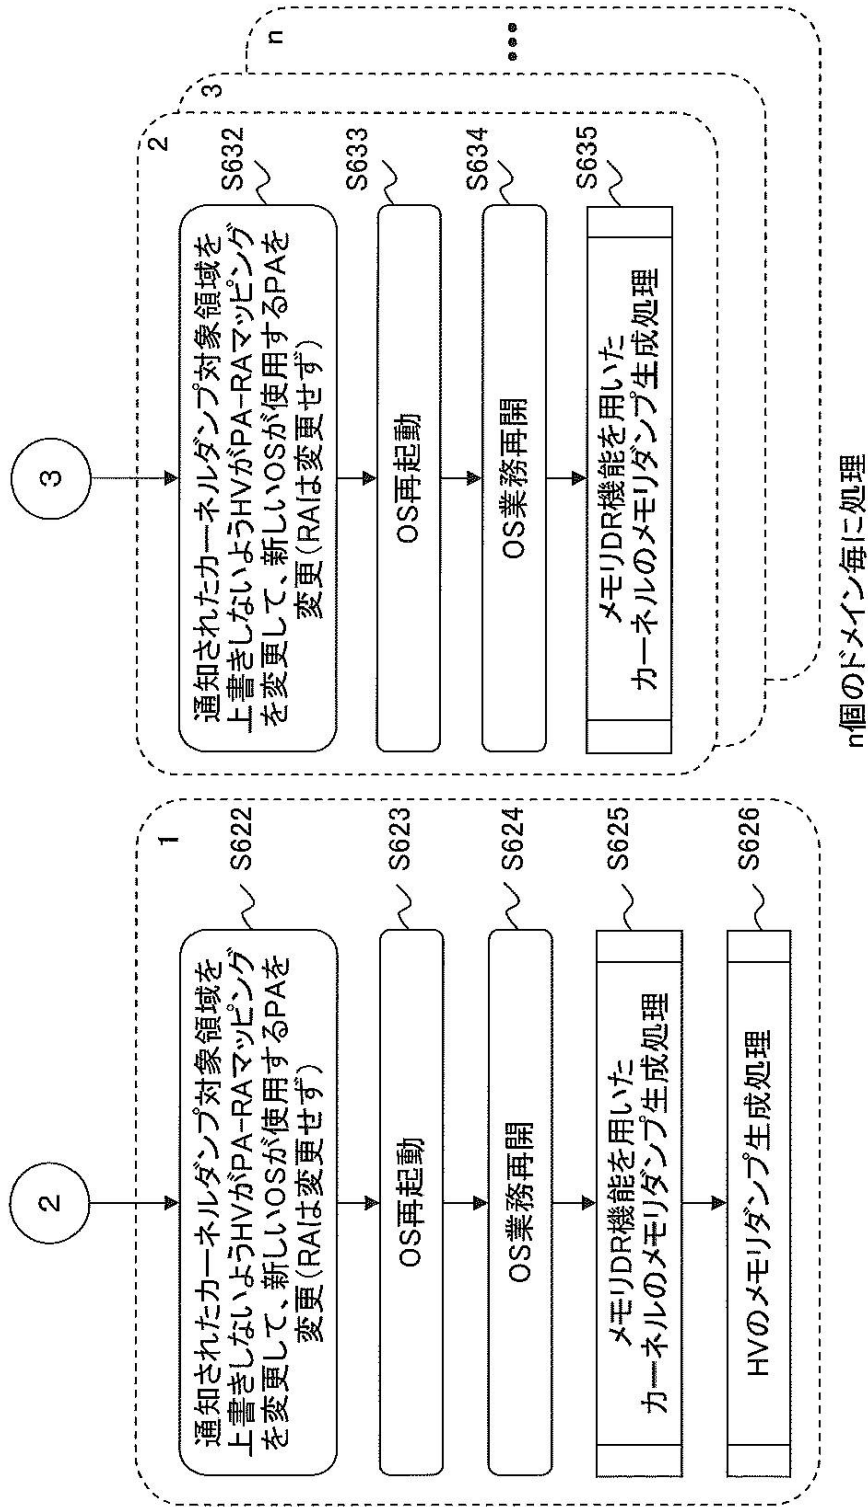 2
1
通知されたカーネルダンプ対象領域を
上書きしないようHVがPA-RAマッピング
を変更して、新しいOSが使用するPAを
変更(RAは変更せず)
S622
OS再起動
S623
OS業務再開
S624
メモリDR機能を用いた
カーネルのメモリダンプ生成処理
S625
HVのメモリダンプ生成処理
S626
3
2
3
n
通知されたカーネルダンプ対象領域を
上書きしないようHVがPA-RAマッピング
を変更して、新しいOSが使用するPAを
変更(RAは変更せず)
S632
OS再起動
S633
OS業務再開
S634
メモリDR機能を用いた
カーネルのメモリダンプ生成処理
S635
•••
n個のドメイン毎に処理